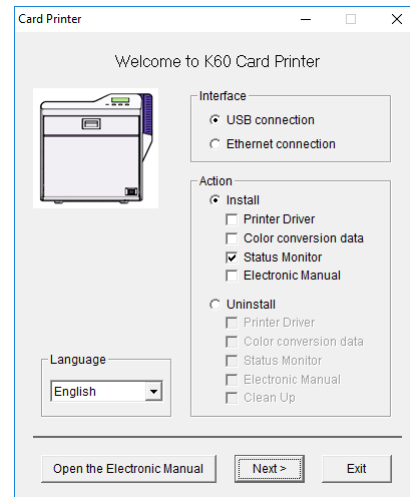 Card Printer
Welcome to K60 Card Printer
Interface
USB connection
Ethernet connection
Action
Install
Printer Driver
Color conversion data
Status Monitor
Electronic Manual
Uninstall
Printer Driver
Color conversion data
Status Monitor
Electronic Manual
Clean Up
Language
English
Open the Electronic Manual
Next >
Exit